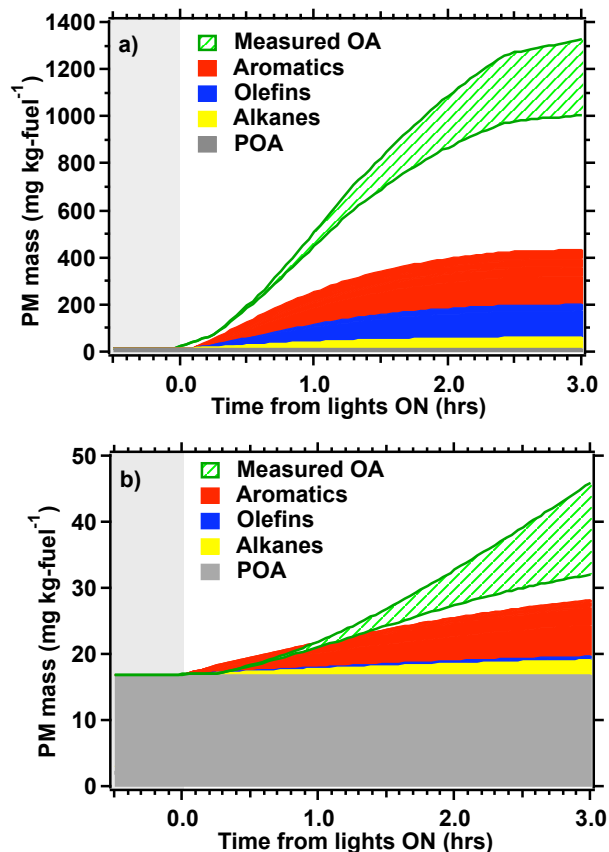 a)
Measured OA
Aromatics
Olefins
Alkanes
POA
PM mass (mg kg-fuel⁻¹)
1400
1200
1000
800
600
400
200
0
0.0 1.0 2.0 3.0
Time from lights ON (hrs)
b)
Measured OA
Aromatics
Olefins
Alkanes
POA
PM mass (mg kg-fuel⁻¹)
50
40
30
20
10
0
0.0 1.0 2.0 3.0
Time from lights ON (hrs)